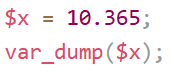 $x = 10.365;
var_dump($x);